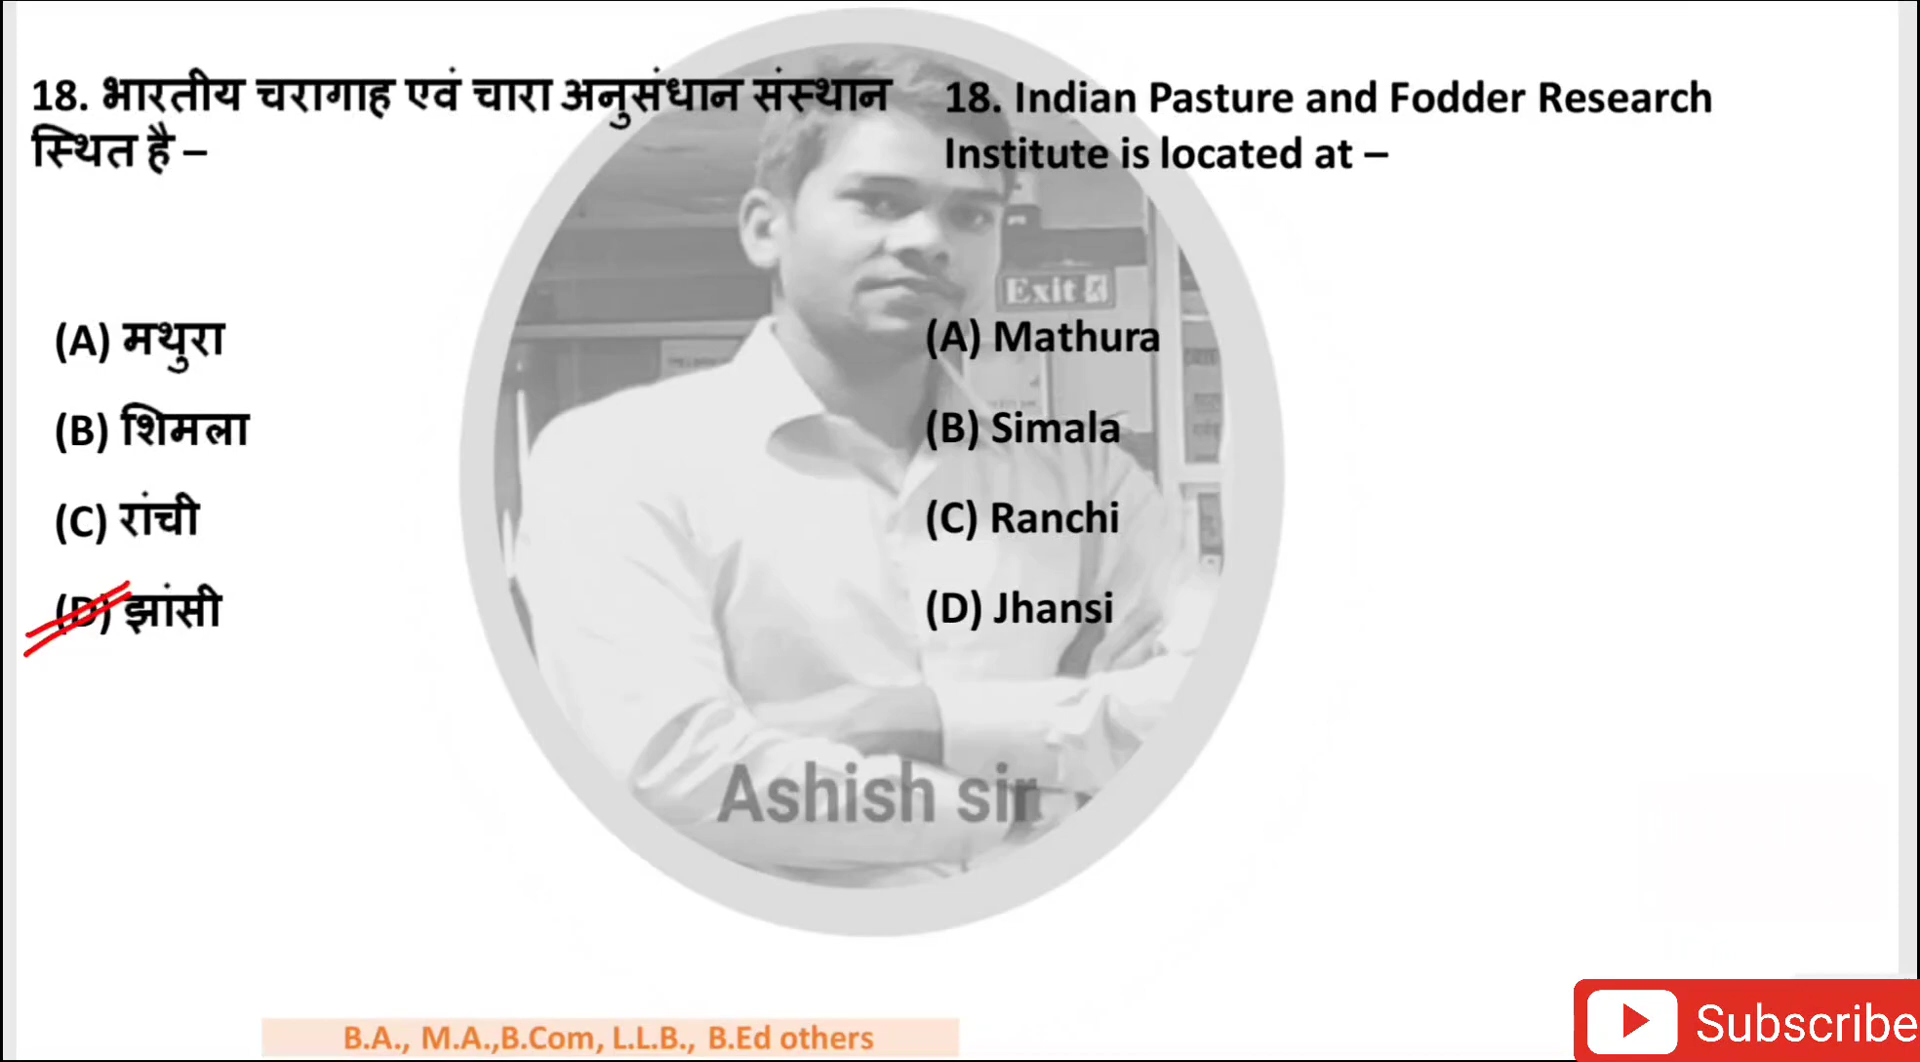 18. भारतीय चरागाह एवं चारा अनुसंधान संस्थान
स्थित है –
(A) मथुरा
(B) शिमला
(C) रांची
(D) झांसी
18. Indian Pasture and Fodder Research
Institute is located at –
Exit
(A) Mathura
(B) Simala
(C) Ranchi
(D) Jhansi
Ashish sir
B.A., M.A.,B.Com, L.L.B., B.Ed others
Subscribe